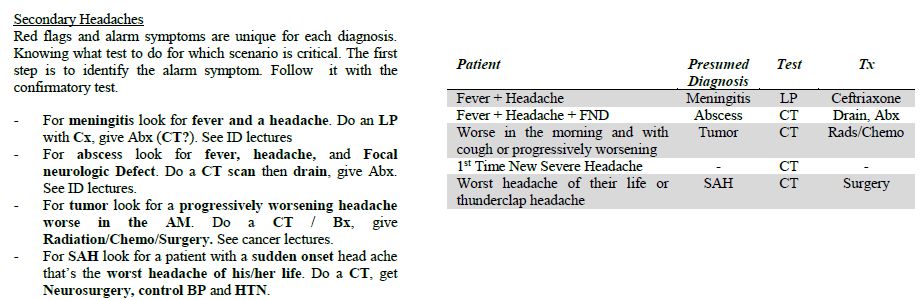 Secondary Headaches
Red flags and alarm symptoms are unique for each diagnosis.
Knowing what test to do for which scenario is critical. The first
step is to identify the alarm symptom. Follow it with the
confirmatory test.
- For meningitis look for fever and a headache. Do an LP
with Cx, give Abx (CT?). See ID lectures
- For abscess look for fever, headache, and Focal
neurologic Defect. Do a CT scan then drain, give Abx.
See ID lectures.
- For tumor look for a progressively worsening headache
worse in the AM. Do a CT / Bx, give
Radiation/Chemo/Surgery. See cancer lectures.
- For SAH look for a patient with a sudden onset head ache
that's the worst headache of his/her life. Do a CT, get
Neurosurgery, control BP and HTN.
Patient Presumed Test Tx
Diagnosis
Fever + Headache Meningitis LP Ceftriaxone
Fever + Headache + FND Abscess CT Drain, Abx
Worse in the morning and with Tumor CT Rads/Chemo
cough or progressively worsening
1st Time New Severe Headache - CT -
Worst headache of their life or SAH CT Surgery
thunderclap headache